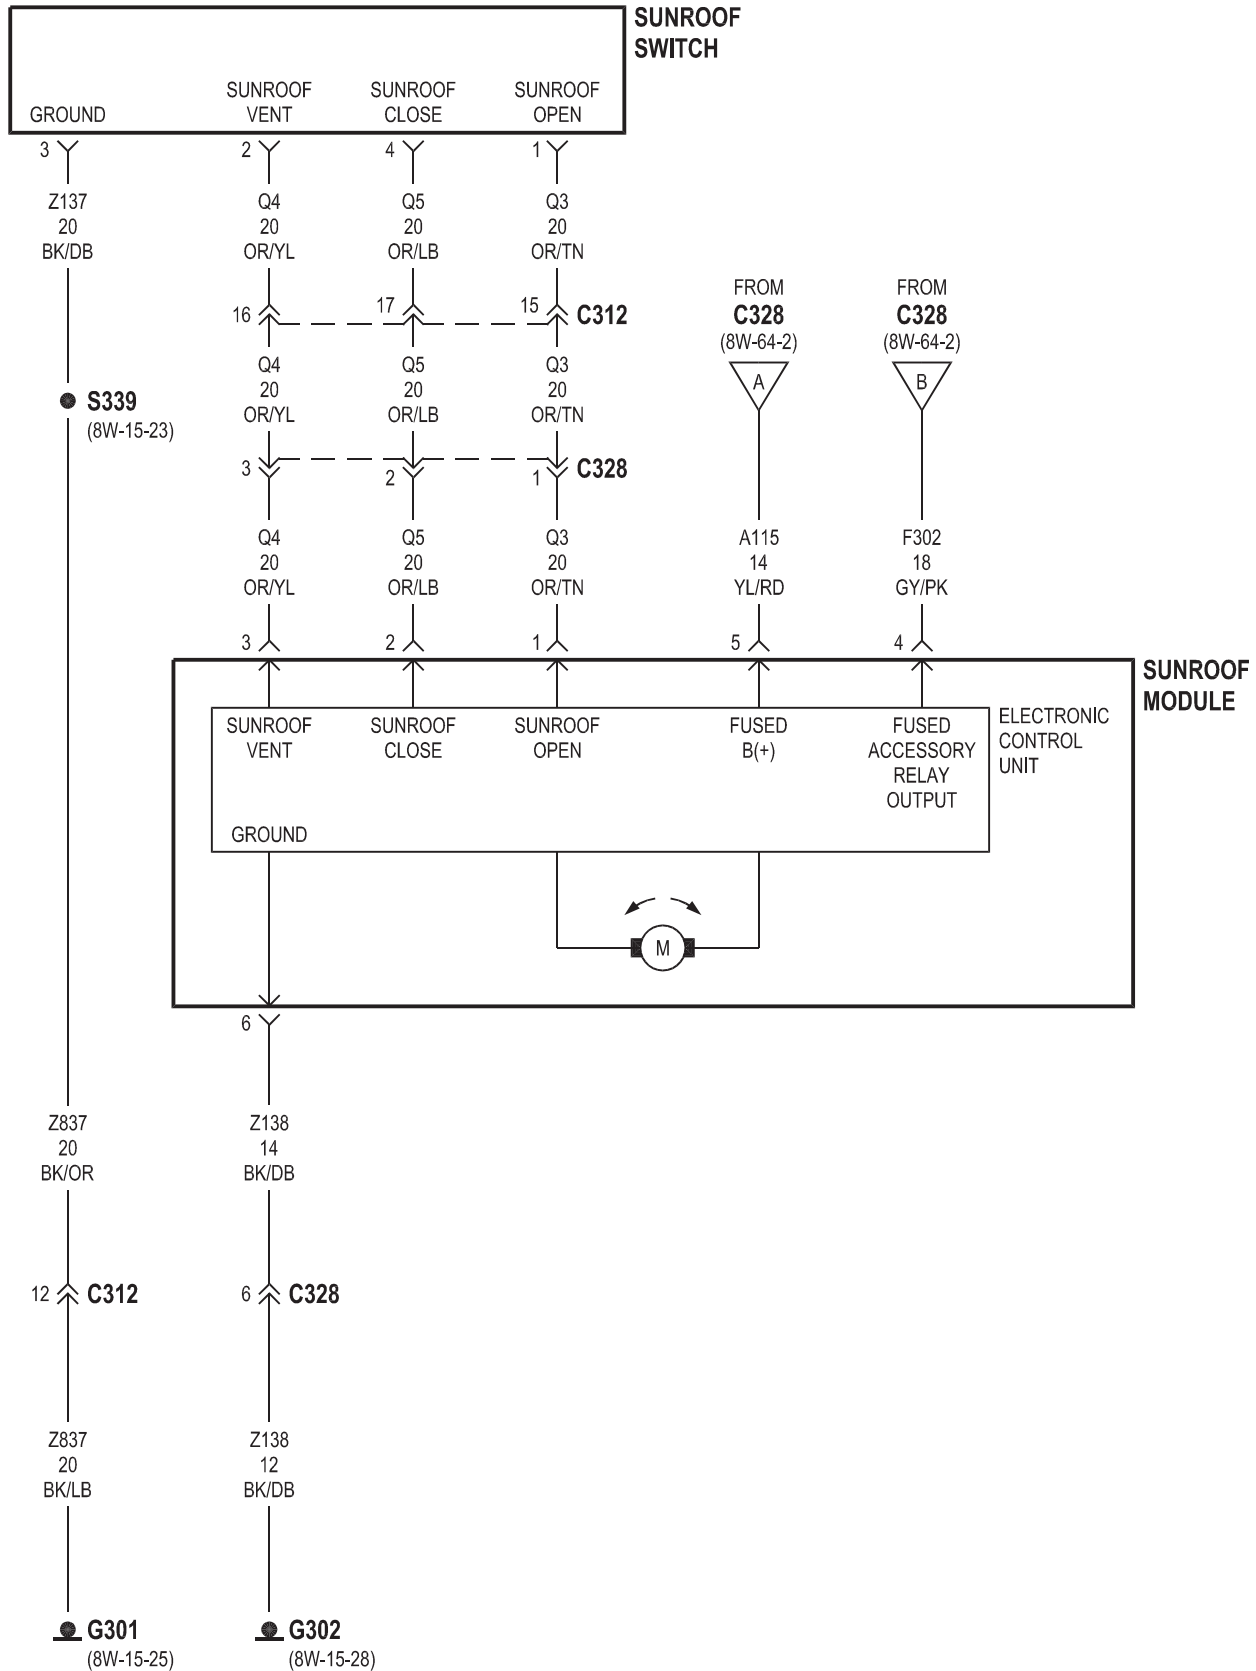 SUNROOF
SWITCH
GROUND
SUNROOF
VENT
SUNROOF
CLOSE
SUNROOF
OPEN
3
2
4
1
Z137
20
BK/DB
Q4
20
OR/YL
Q5
20
OR/LB
Q3
20
OR/TN
16
17
15
C312
FROM
C328
(8W-64-2)
A
FROM
C328
(8W-64-2)
B
S339
(8W-15-23)
Q4
20
OR/YL
Q5
20
OR/LB
Q3
20
OR/TN
3
2
1
C328
Q4
20
OR/YL
Q5
20
OR/LB
Q3
20
OR/TN
A115
14
YL/RD
F302
18
GY/PK
3
2
1
5
4
SUNROOF
MODULE
SUNROOF
VENT
SUNROOF
CLOSE
SUNROOF
OPEN
FUSED
B(+)
FUSED
ACCESSORY
RELAY
OUTPUT
ELECTRONIC
CONTROL
UNIT
GROUND
M
6
Z837
20
BK/OR
Z138
14
BK/DB
12
C312
6
C328
Z837
20
BK/LB
Z138
12
BK/DB
G301
(8W-15-25)
G302
(8W-15-28)